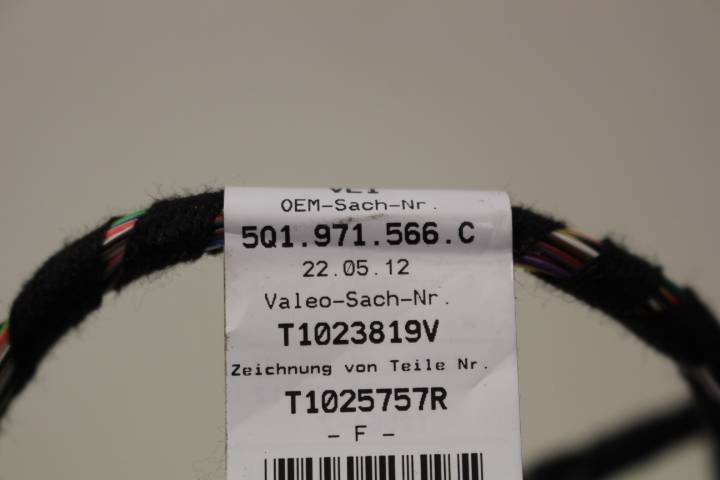 OEM-Sach-Nr.
5Q1.971.566.C
22.05.12
Valeo-Sach-Nr.
T1023819V
Zeichnung von Teile Nr.
T1025757R
- F -